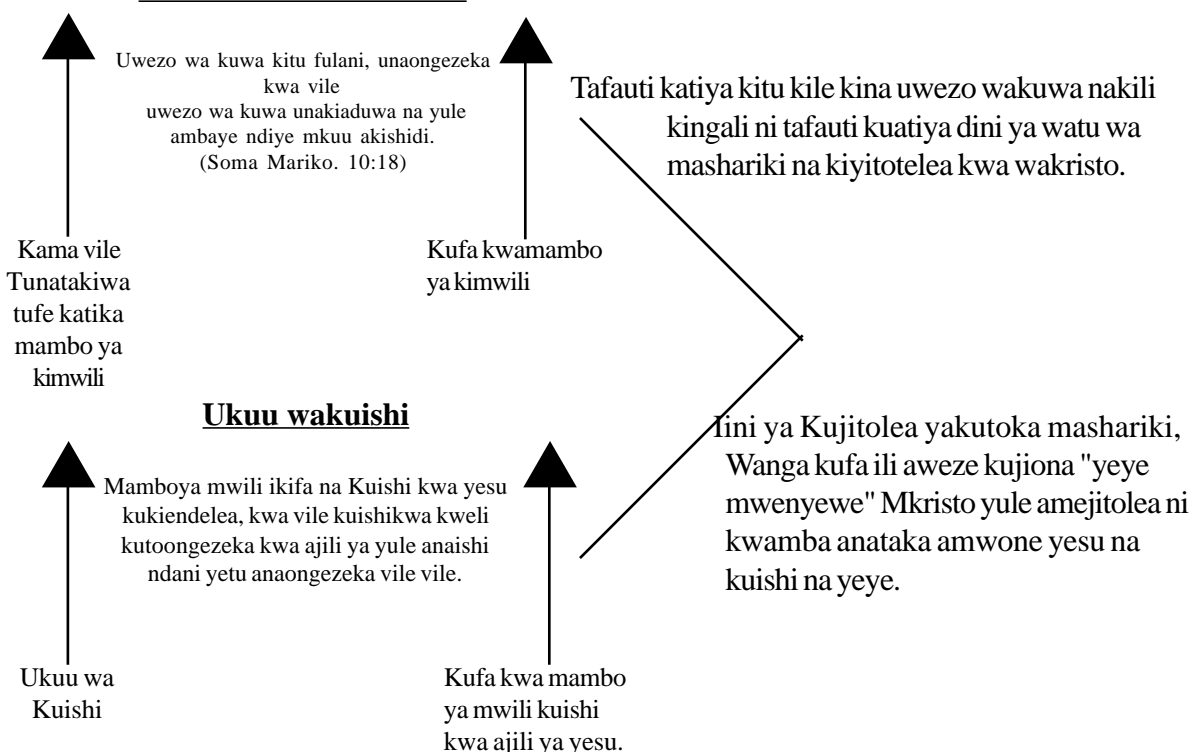 Uwezo wa kuwa kitu fulani, unaongezeka
kwa vile
uwezo wa kuwa unakiaduwa na yule
ambaye ndiye mkuu akishidi.
(Soma Mariko. 10:18)
Tafauti katiya kitu kile kina uwezo wakuwa nakili
kingali ni tafauti kuatiya dini ya watu wa
mashariki na kiyitotelea kwa wakristo.
Kama vile
Tunatakiwa
tufe katika
mambo ya
kimwili
Kufa kwamambo
ya kimwili
Ukuu wakuishi
Mamboya mwili ikifa na Kuishi kwa yesu
kukiendelea, kwa vile kuishikwa kweli
kutoongezeka kwa ajili ya yule anaishi
ndani yetu anaongezeka vile vile.
Iini ya Kujitolea yakutoka mashariki,
Wanga kufa ili aweze kujiona "yeye
mwenyewe" Mkristo yule amejitolea ni
kwamba anataka amwone yesu na
kuishi na yeye.
Ukuu wa
Kuishi
Kufa kwa mambo
ya mwili kuishi
kwa ajili ya yesu.